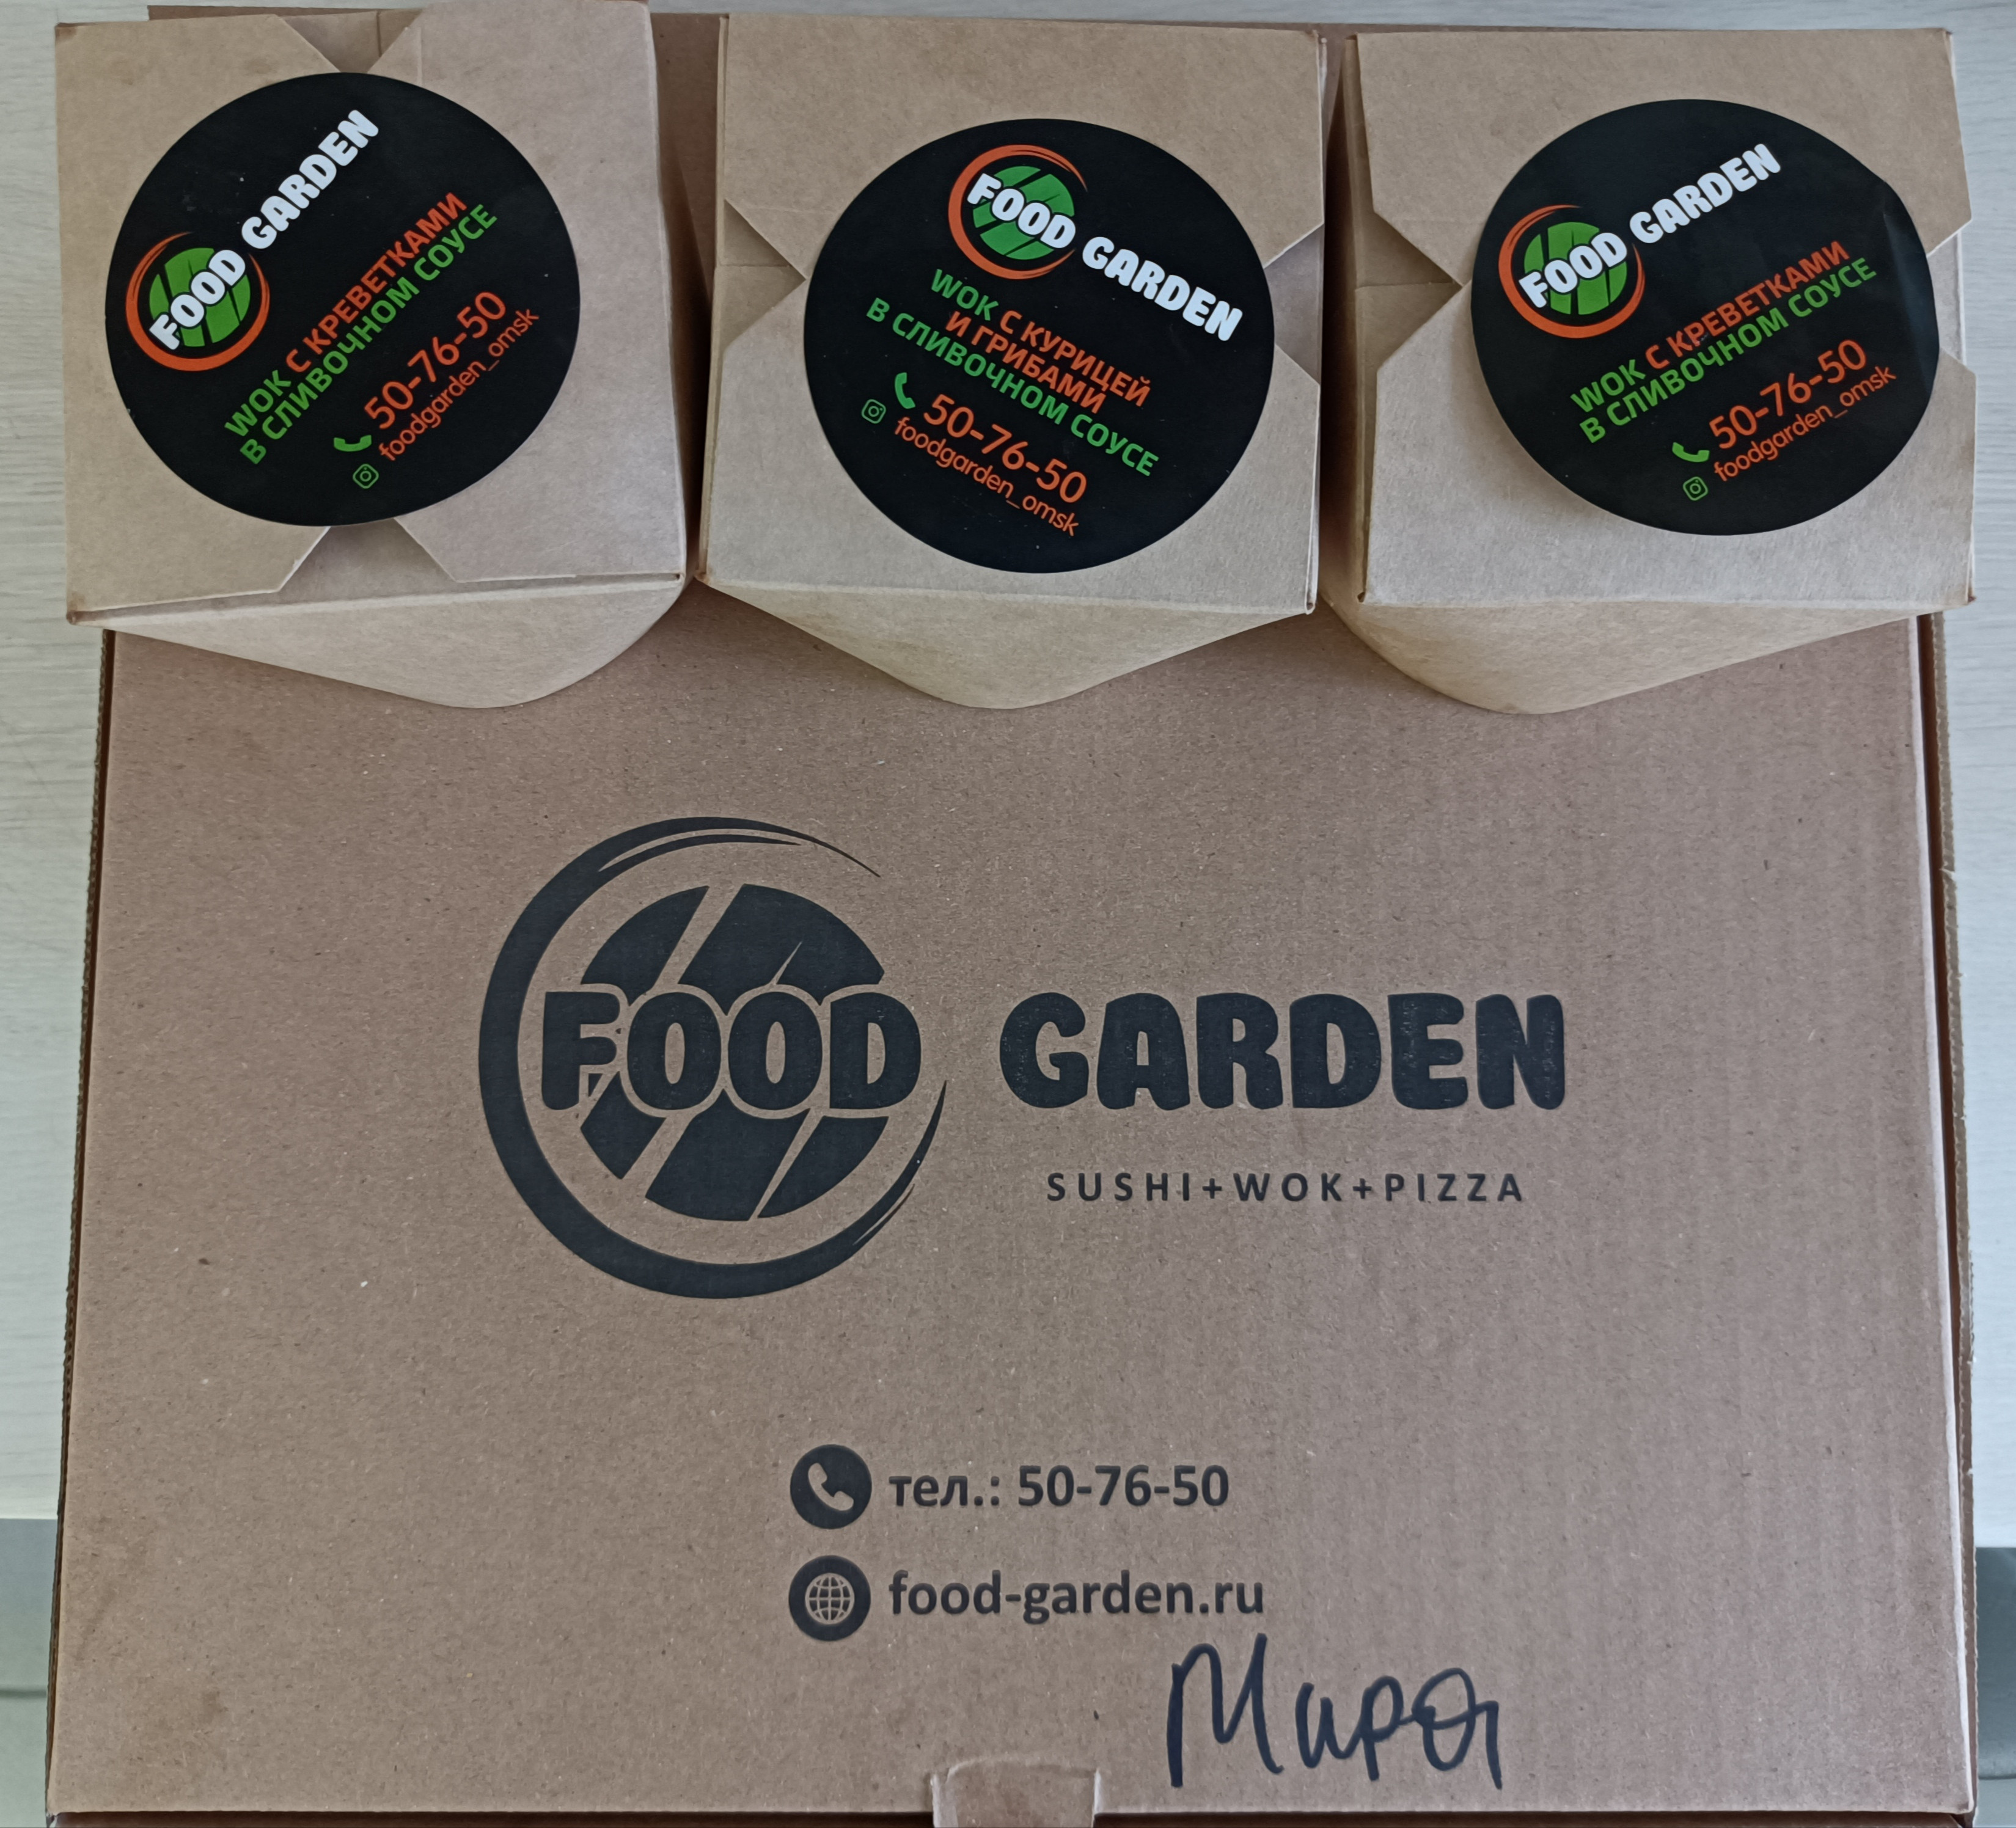 FOOD GARDEN
WOK С КРЕВЕТКАМИ
В СЛИВОЧНОМ СОУСЕ
50-76-50
foodgarden_omsk
FOOD GARDEN
WOK С КУРИЦЕЙ
И ГРИБАМИ
В СЛИВОЧНОМ СОУСЕ
50-76-50
foodgarden_omsk
FOOD GARDEN
WOK С КРЕВЕТКАМИ
В СЛИВОЧНОМ СОУСЕ
50-76-50
foodgarden_omsk
FOOD GARDEN
SUSHI+WOK+PIZZA
тел.: 50-76-50
food-garden.ru
Мира